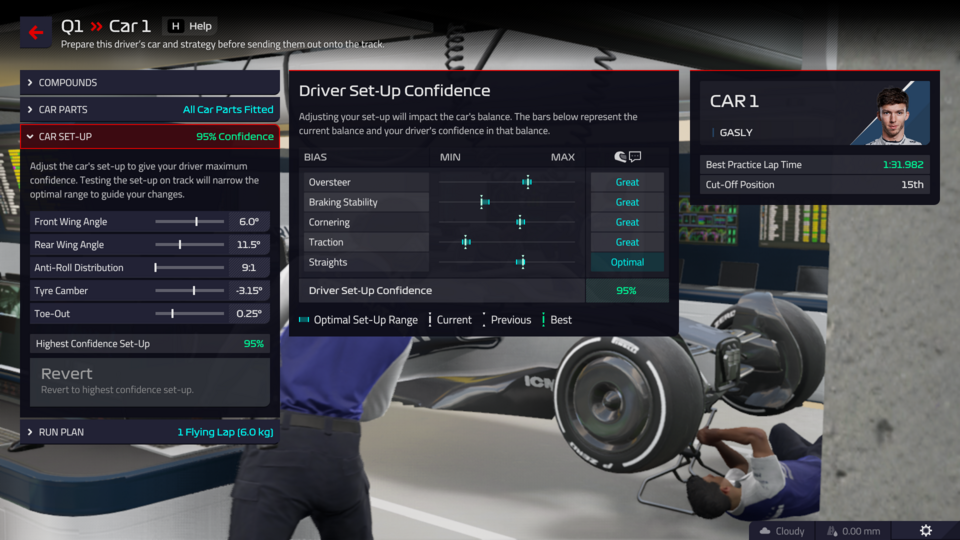 Q1 » Car 1 H Help
Prepare this driver's car and strategy before sending them out onto the track.
COMPOUNDS
CAR PARTS All Car Parts Fitted
CAR SET-UP 95% Confidence
Adjust the car's set-up to give your driver maximum
confidence. Testing the set-up on track will narrow the
optimal range to guide your changes.
Front Wing Angle 6.0°
Rear Wing Angle 11.5°
Anti-Roll Distribution 9:1
Tyre Camber -3.15°
Toe-Out 0.25°
Highest Confidence Set-Up 95%
Revert
Revert to highest confidence set-up.
RUN PLAN 1 Flying Lap (6.0 kg)
Driver Set-Up Confidence
Adjusting your set-up will impact the car's balance. The bars below represent the
current balance and your driver's confidence in that balance.
BIAS MIN MAX
Oversteer Great
Braking Stability Great
Cornering Great
Traction Great
Straights Optimal
Driver Set-Up Confidence 95%
Optimal Set-Up Range Current Previous Best
CAR 1
GASLY
Best Practice Lap Time 1:31.982
Cut-Off Position 15th
P ZERO
Cloudy 0.00 mm